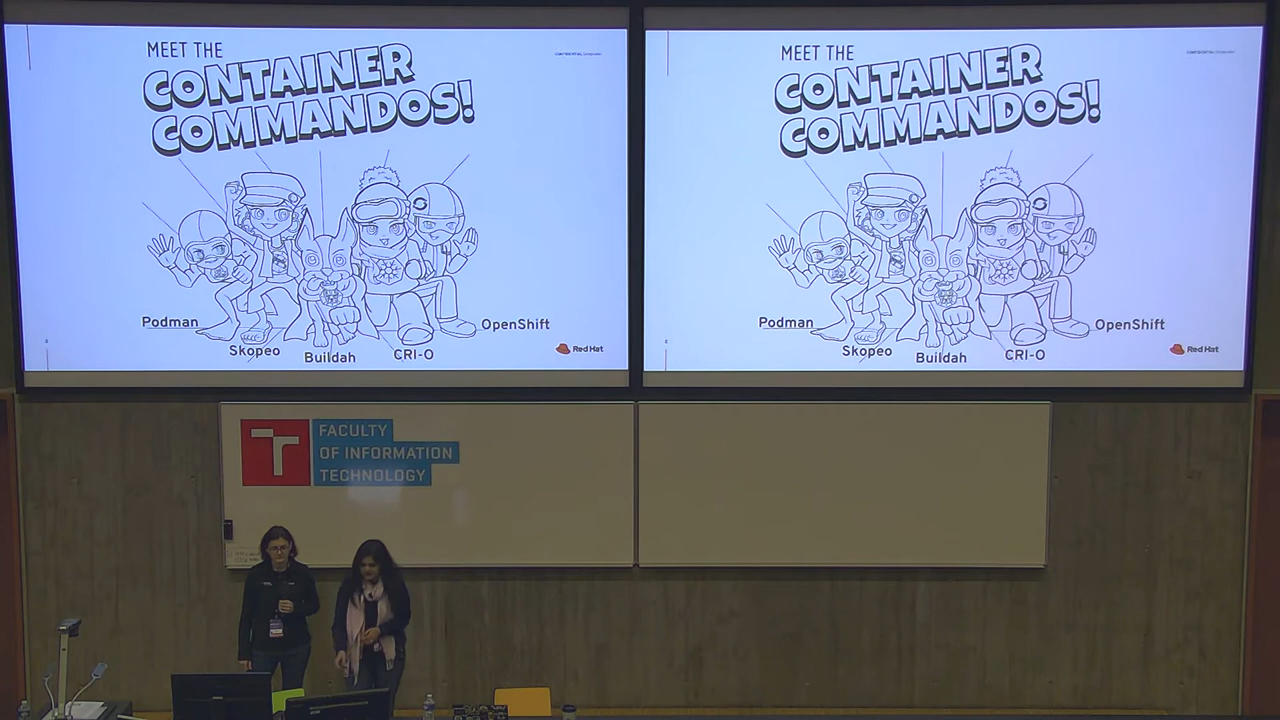 MEET THE
CONTAINER
COMMANDOS!
Podman
Skopeo
Buildah
CRI-O
OpenShift
Red Hat
MEET THE
CONTAINER
COMMANDOS!
Podman
Skopeo
Buildah
CRI-O
OpenShift
Red Hat
FACULTY
OF INFORMATION
TECHNOLOGY